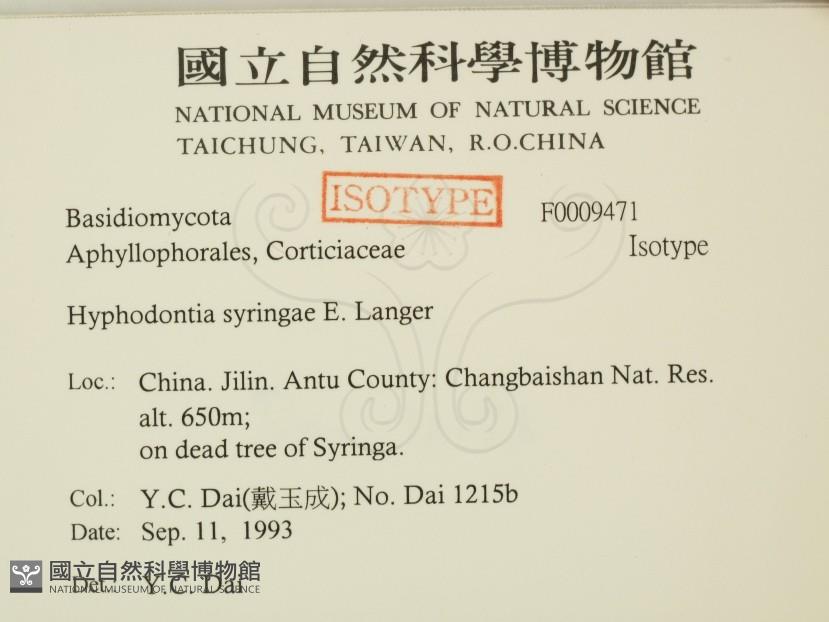 國立自然科學博物館
NATIONAL MUSEUM OF NATURAL SCIENCE
TAICHUNG, TAIWAN, R.O.CHINA
ISOTYPE
Basidiomycota F0009471
Aphyllophorales, Corticiaceae Isotype
Hyphodontia syringae E. Langer
Loc.: China. Jilin. Antu County: Changbaishan Nat. Res.
alt. 650m;
on dead tree of Syringa.
Col.: Y.C. Dai(戴玉成); No. Dai 1215b
Date: Sep. 11, 1993
Det.: Y.C. Dai
國立自然科學博物館
NATIONAL MUSEUM OF NATURAL SCIENCE